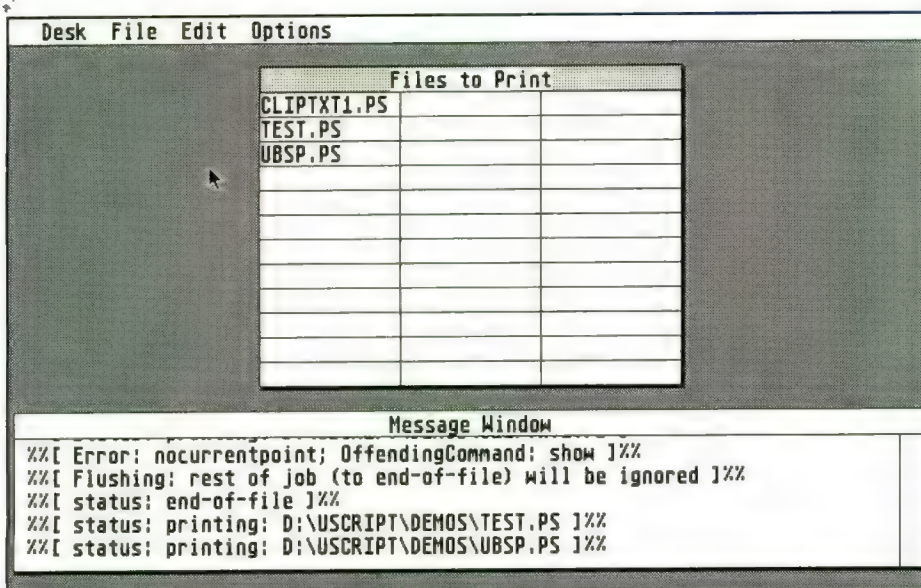 Desk File Edit Options
Files to Print
CLIPTXT1.PS
TEST.PS
UBSP.PS
Message Window
%%[ Error: nocurrentpoint; OffendingCommand: show ]%%
%%[ Flushing: rest of job (to end-of-file) will be ignored ]%%
%%[ status: end-of-file ]%%
%%[ status: printing: D:\USCRIPT\DEMOS\TEST.PS ]%%
%%[ status: printing: D:\USCRIPT\DEMOS\UBSP.PS ]%%